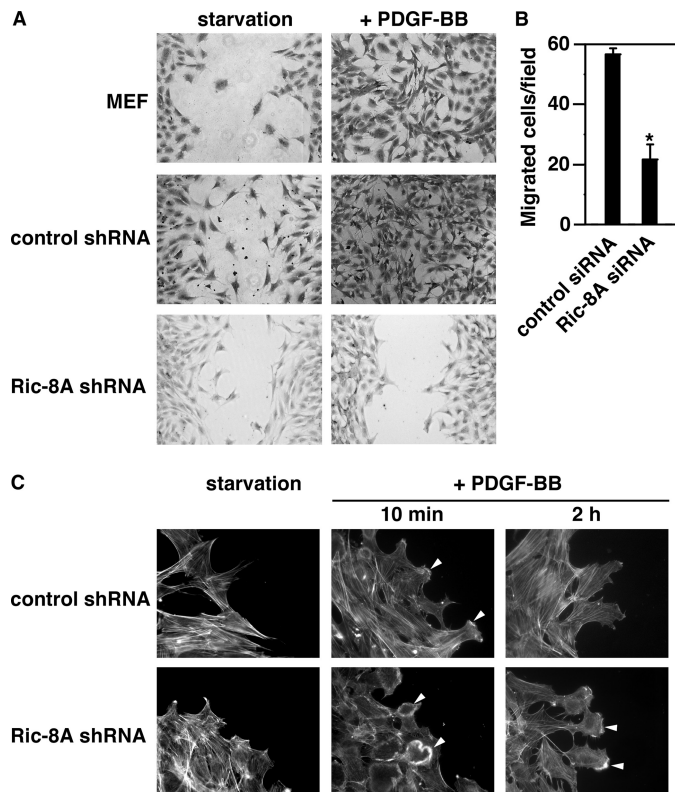 A
starvation
+ PDGF-BB
MEF
control shRNA
Ric-8A shRNA
B
Migrated cells/field
60
40
20
0
*
control siRNA
Ric-8A siRNA
C
starvation
+ PDGF-BB
10 min
2 h
control shRNA
Ric-8A shRNA